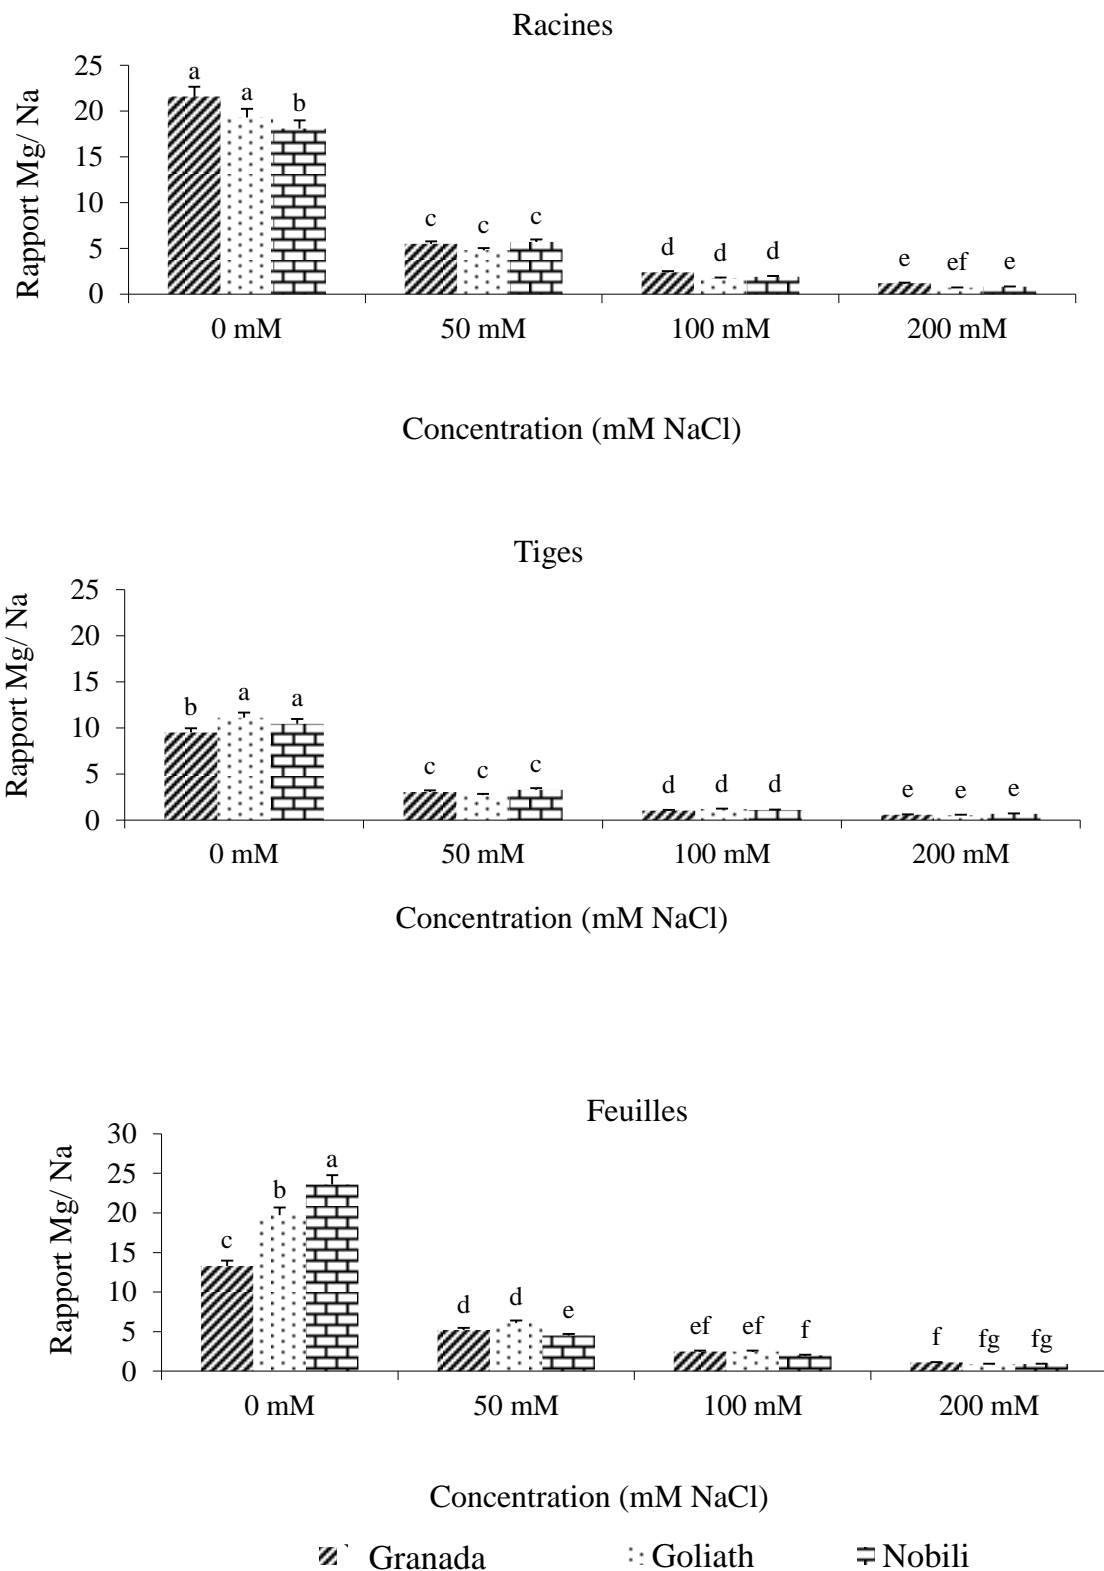 Racines
Rapport Mg/ Na
25
20
15
10
5
0
a a b
c c c
d d d
e ef e
0 mM 50 mM 100 mM 200 mM
Concentration (mM NaCl)
Tiges
Rapport Mg/ Na
25
20
15
10
5
0
b a a
c c c
d d d
e e e
0 mM 50 mM 100 mM 200 mM
Concentration (mM NaCl)
Feuilles
Rapport Mg/ Na
30
25
20
15
10
5
0
c b a
d d e
ef ef f
f fg fg
0 mM 50 mM 100 mM 200 mM
Concentration (mM NaCl)
Granada Goliath Nobili